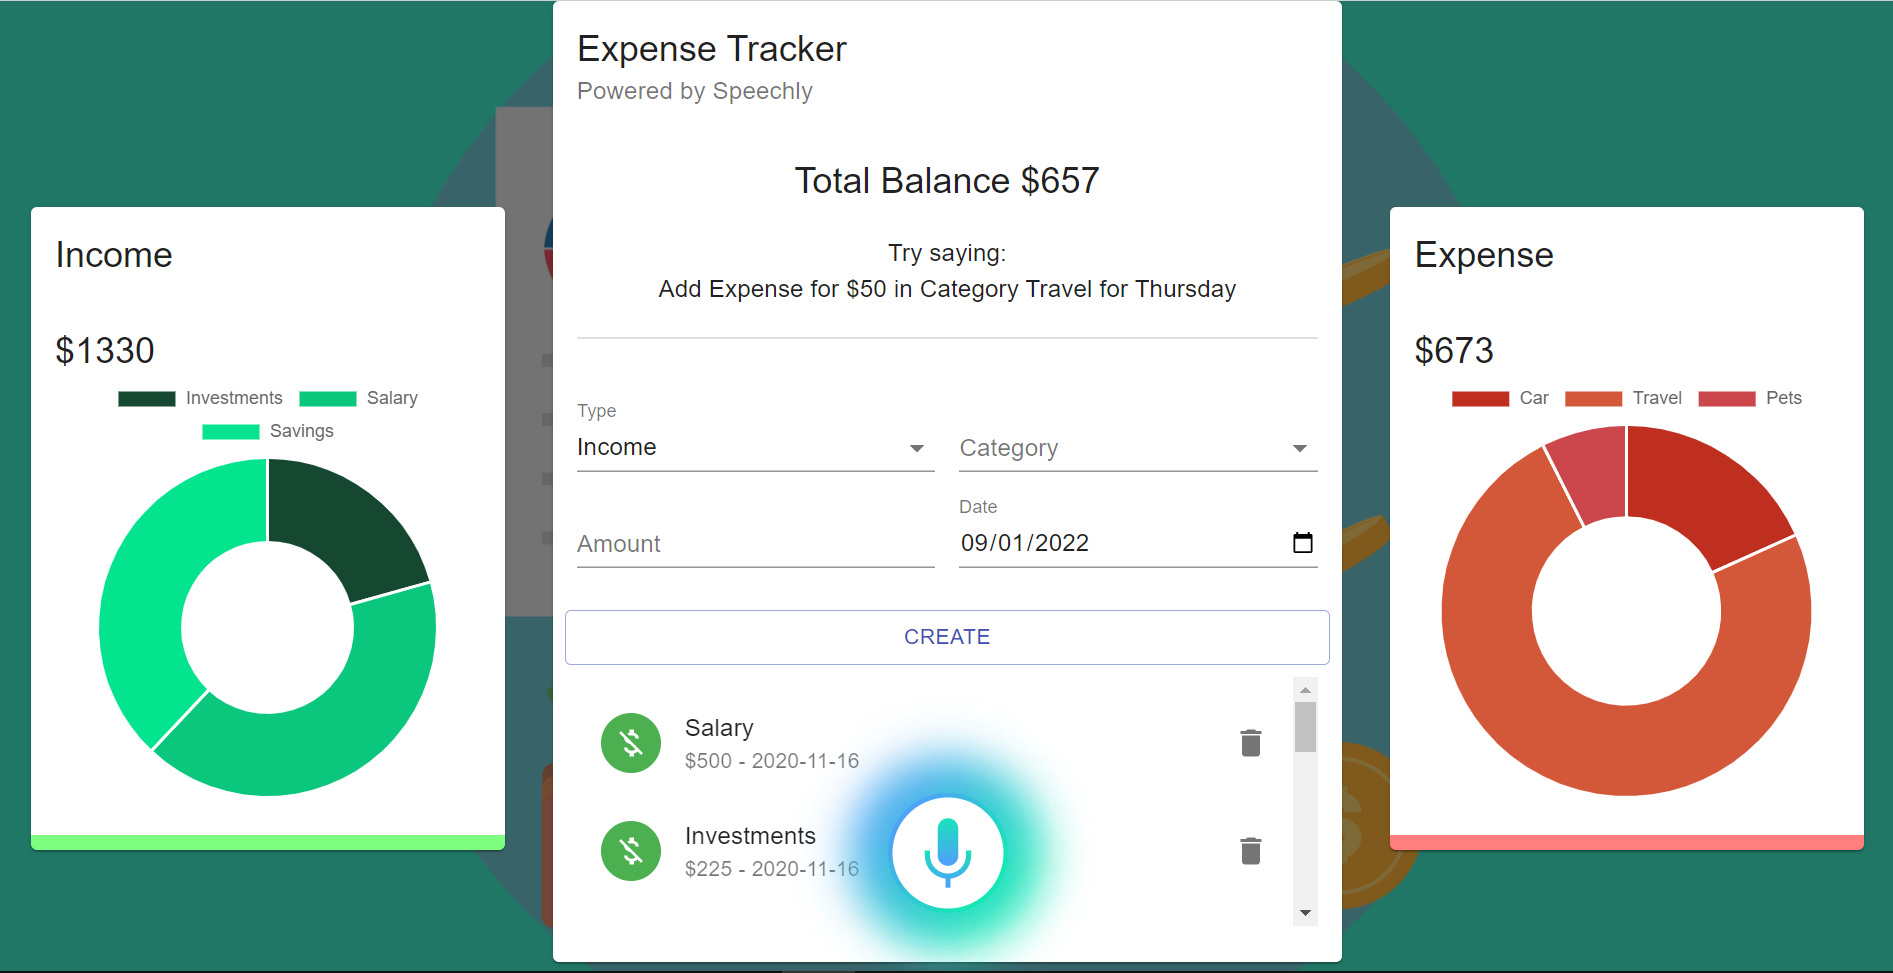 Expense Tracker
Powered by Speechly
Total Balance $657
Try saying:
Add Expense for $50 in Category Travel for Thursday
Income
$1330
Investments Salary
Savings
Type
Income
Category
Amount
Date
09/01/2022
CREATE
Salary
$500 - 2020-11-16
Investments
$225 - 2020-11-16
Expense
$673
Car Travel Pets